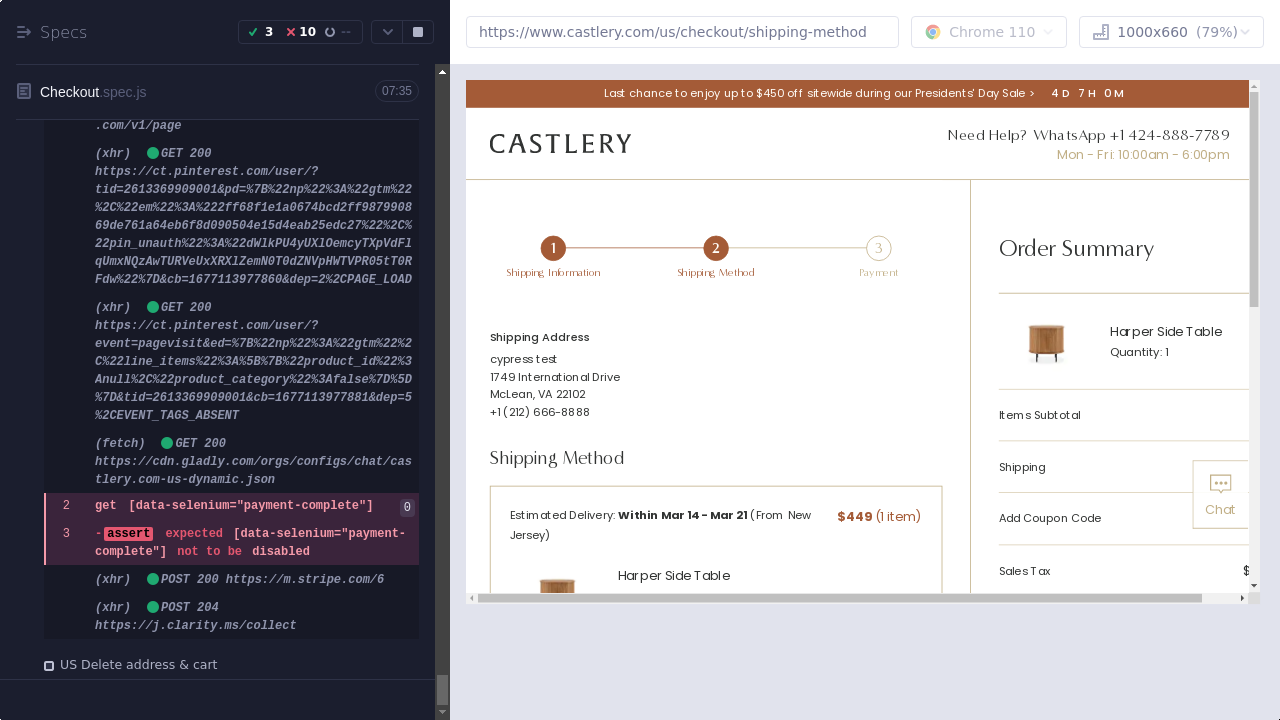 Specs
3
10
--
https://www.castlery.com/us/checkout/shipping-method
Chrome 110
1000x660 (79%)
Checkout.spec.js
07:35
.com/v1/page
(xhr) GET 200
https://ct.pinterest.com/user/?
tid=2613369909001&pd=%7B%22np%22%3A%22gtm%22
%2C%22em%22%3A%222ff68f1e1a0674bcd2ff9879908
69de761a64eb6f8d090504e15d4eab25edc27%22%2C%
22pin_unauth%22%3A%22dWlkPU4yUXlOemcyTXpVdFl
qUmxNQzAwTURVeUxXRXlZemN0T0dZNVpHWTVPR05tT0R
Fdw%22%7D&cb=1677113977860&dep=2%2CPAGE_LOAD
(xhr) GET 200
https://ct.pinterest.com/user/?
event=pagevisit&ed=%7B%22np%22%3A%22gtm%22%2
C%22line_items%22%3A%5B%7B%22product_id%22%3
Anull%2C%22product_category%22%3Afalse%7D%5D
%7D&tid=2613369909001&cb=1677113977881&dep=5
%2CEVENT_TAGS_ABSENT
(fetch) GET 200
https://cdn.gladly.com/orgs/configs/chat/cas
tlery.com-us-dynamic.json
2 get [data-selenium="payment-complete"] 0
3 -assert expected [data-selenium="payment-
complete"] not to be disabled
(xhr) POST 200 https://m.stripe.com/6
(xhr) POST 204
https://j.clarity.ms/collect
US Delete address & cart
Last chance to enjoy up to $450 off sitewide during our Presidents' Day Sale > 4 D 7 H 0 M
CASTLERY
Need Help? WhatsApp +1 424-888-7789
Mon - Fri: 10:00am - 6:00pm
1
2
3
Shipping Information
Shipping Method
Payment
Shipping Address
cypress test
1749 International Drive
McLean, VA 22102
+1 (212) 666-8888
Shipping Method
Estimated Delivery: Within Mar 14 - Mar 21 (From New
Jersey)
$449 (1 item)
Harper Side Table
Order Summary
Harper Side Table
Quantity: 1
Items Subtotal
Shipping
Add Coupon Code
Sales Tax
$
Chat